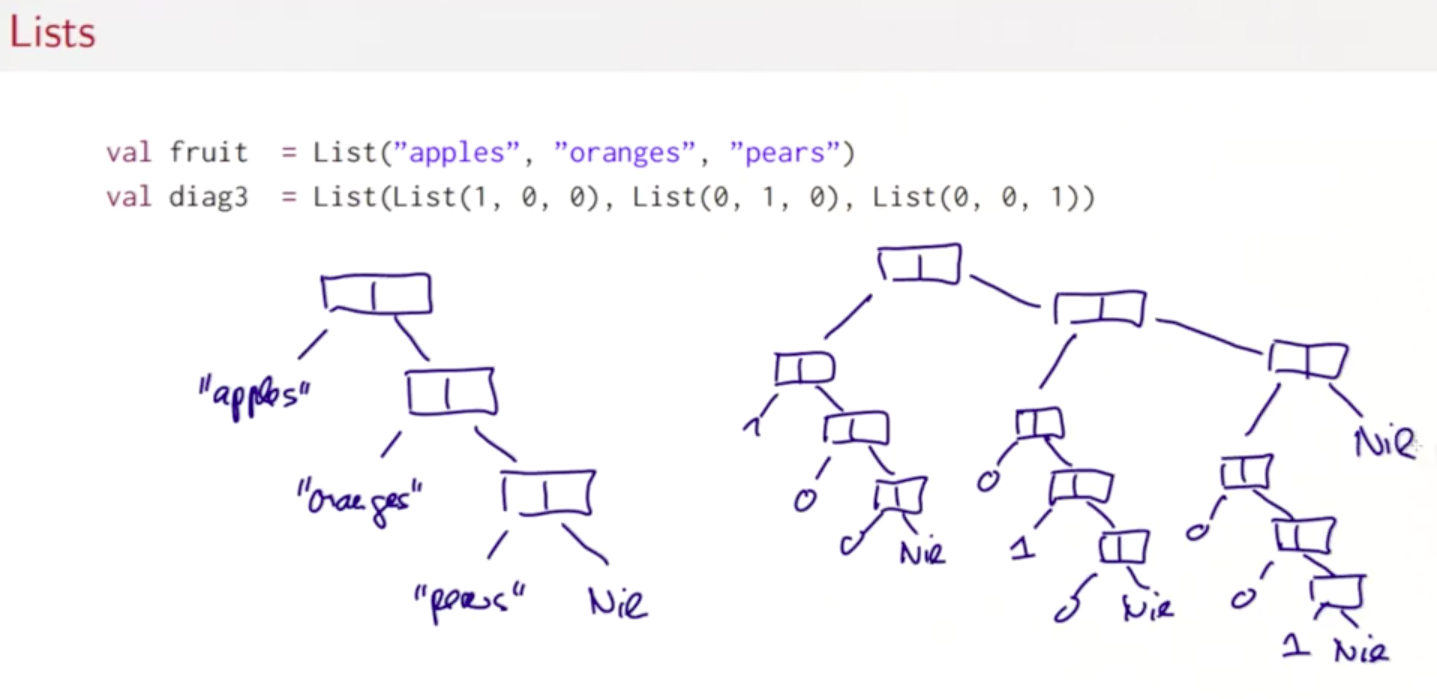 Lists
val fruit = List(”apples”, ”oranges”, ”pears”)
val diag3 = List(List(1, 0, 0), List(0, 1, 0), List(0, 0, 1))
"apples"
"oranges"
"pears" Nil
1
0
0 Nil
0
1
0 Nil
Nil
0
0
1 Nil